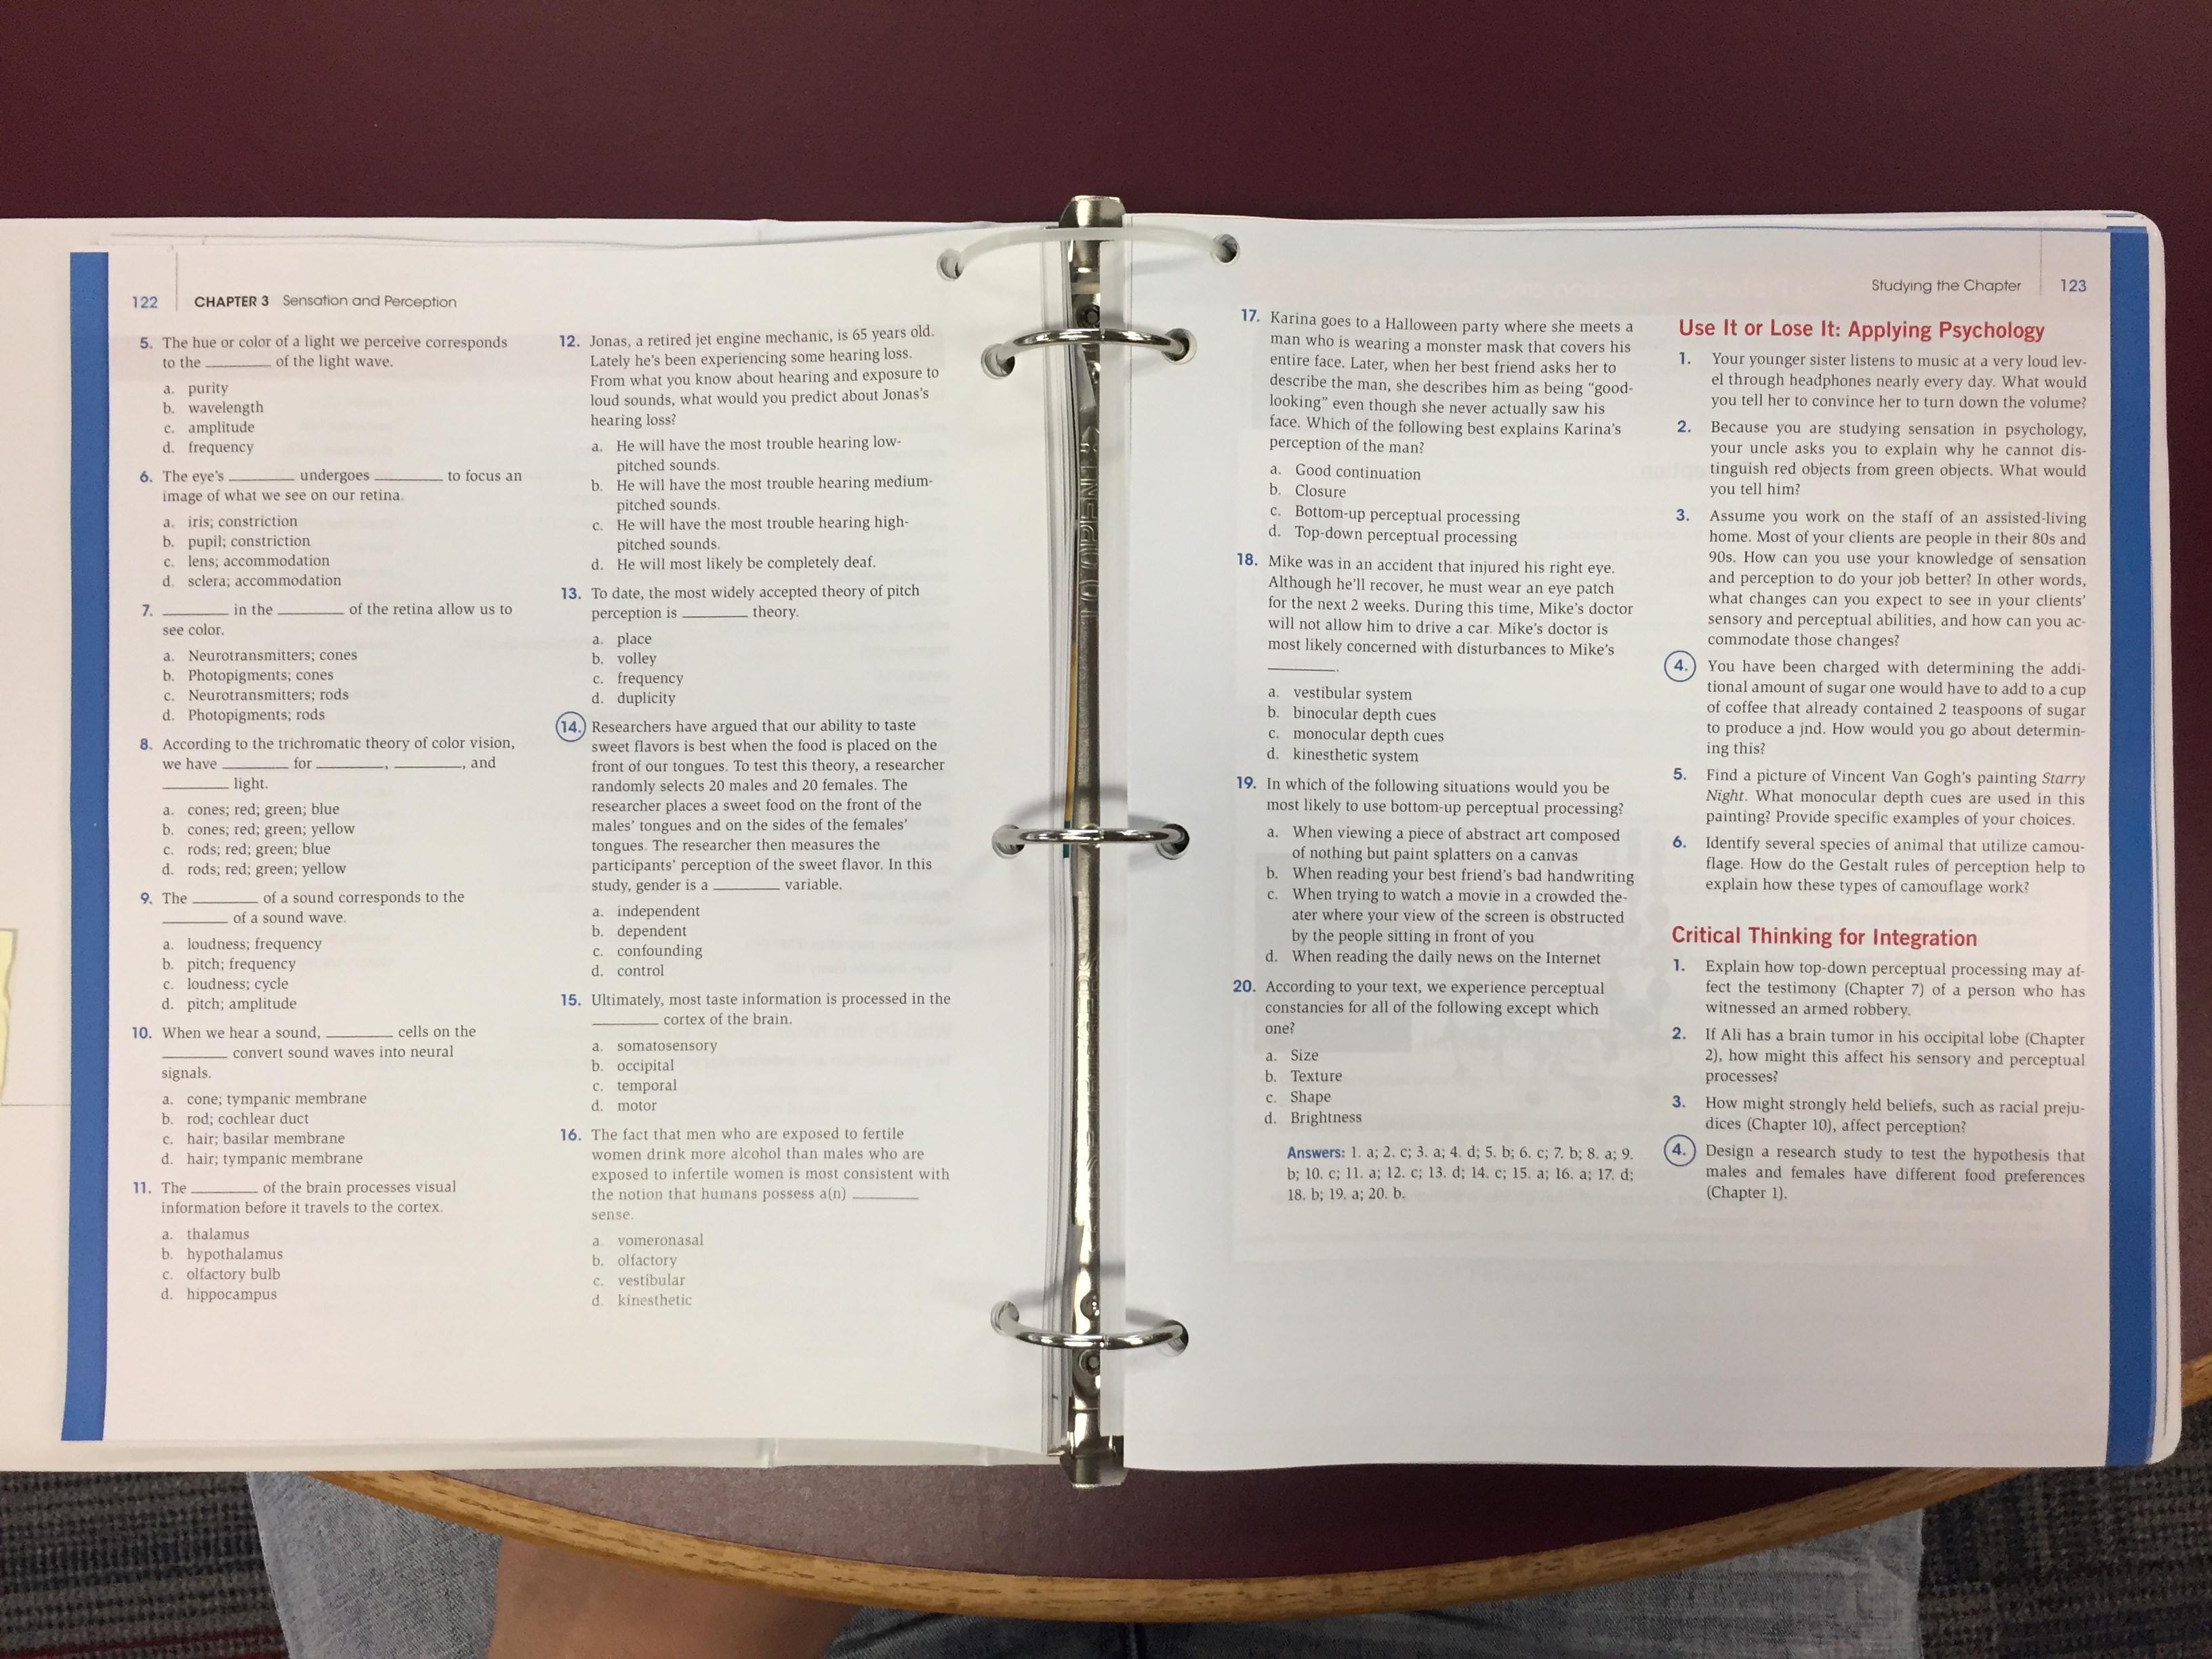 122 CHAPTER 3 Sensation and Perception
5. The hue or color of a light we perceive corresponds
to the ________ of the light wave.
a. purity
b. wavelength
c. amplitude
d. frequency
6. The eye's ________ undergoes ________ to focus an
image of what we see on our retina.
a. iris; constriction
b. pupil; constriction
c. lens; accommodation
d. sclera; accommodation
7. ________ in the ________ of the retina allow us to
see color.
a. Neurotransmitters; cones
b. Photopigments; cones
c. Neurotransmitters; rods
d. Photopigments; rods
8. According to the trichromatic theory of color vision,
we have ________ for ________, ________, and
________ light.
a. cones; red; green; blue
b. cones; red; green; yellow
c. rods; red; green; blue
d. rods; red; green; yellow
9. The ________ of a sound corresponds to the
________ of a sound wave.
a. loudness; frequency
b. pitch; frequency
c. loudness; cycle
d. pitch; amplitude
10. When we hear a sound, ________ cells on the
________ convert sound waves into neural
signals.
a. cone; tympanic membrane
b. rod; cochlear duct
c. hair; basilar membrane
d. hair; tympanic membrane
11. The ________ of the brain processes visual
information before it travels to the cortex.
a. thalamus
b. hypothalamus
c. olfactory bulb
d. hippocampus
12. Jonas, a retired jet engine mechanic, is 65 years old.
Lately he's been experiencing some hearing loss.
From what you know about hearing and exposure to
loud sounds, what would you predict about Jonas's
hearing loss?
a. He will have the most trouble hearing low-
pitched sounds.
b. He will have the most trouble hearing medium-
pitched sounds.
c. He will have the most trouble hearing high-
pitched sounds.
d. He will most likely be completely deaf.
13. To date, the most widely accepted theory of pitch
perception is ________ theory.
a. place
b. volley
c. frequency
d. duplicity
14. Researchers have argued that our ability to taste
sweet flavors is best when the food is placed on the
front of our tongues. To test this theory, a researcher
randomly selects 20 males and 20 females. The
researcher places a sweet food on the front of the
males' tongues and on the sides of the females'
tongues. The researcher then measures the
participants' perception of the sweet flavor. In this
study, gender is a ________ variable.
a. independent
b. dependent
c. confounding
d. control
15. Ultimately, most taste information is processed in the
________ cortex of the brain.
a. somatosensory
b. occipital
c. temporal
d. motor
16. The fact that men who are exposed to fertile
women drink more alcohol than males who are
exposed to infertile women is most consistent with
the notion that humans possess a(n) ________
sense.
a. vomeronasal
b. olfactory
c. vestibular
d. kinesthetic
Studying the Chapter 123
17. Karina goes to a Halloween party where she meets a
man who is wearing a monster mask that covers his
entire face. Later, when her best friend asks her to
describe the man, she describes him as being "good-
looking" even though she never actually saw his
face. Which of the following best explains Karina's
perception of the man?
a. Good continuation
b. Closure
c. Bottom-up perceptual processing
d. Top-down perceptual processing
18. Mike was in an accident that injured his right eye.
Although he'll recover, he must wear an eye patch
for the next 2 weeks. During this time, Mike's doctor
will not allow him to drive a car. Mike's doctor is
most likely concerned with disturbances to Mike's
________.
a. vestibular system
b. binocular depth cues
c. monocular depth cues
d. kinesthetic system
19. In which of the following situations would you be
most likely to use bottom-up perceptual processing?
a. When viewing a piece of abstract art composed
of nothing but paint splatters on a canvas
b. When reading your best friend's bad handwriting
c. When trying to watch a movie in a crowded the-
ater where your view of the screen is obstructed
by the people sitting in front of you
d. When reading the daily news on the Internet
20. According to your text, we experience perceptual
constancies for all of the following except which
one?
a. Size
b. Texture
c. Shape
d. Brightness
Answers: 1. a; 2. c; 3. a; 4. d; 5. b; 6. c; 7. b; 8. a; 9.
b; 10. c; 11. a; 12. c; 13. d; 14. c; 15. a; 16. a; 17. d;
18. b; 19. a; 20. b.
Use It or Lose It: Applying Psychology
1. Your younger sister listens to music at a very loud lev-
el through headphones nearly every day. What would
you tell her to convince her to turn down the volume?
2. Because you are studying sensation in psychology,
your uncle asks you to explain why he cannot dis-
tinguish red objects from green objects. What would
you tell him?
3. Assume you work on the staff of an assisted-living
home. Most of your clients are people in their 80s and
90s. How can you use your knowledge of sensation
and perception to do your job better? In other words,
what changes can you expect to see in your clients'
sensory and perceptual abilities, and how can you ac-
commodate those changes?
4. You have been charged with determining the addi-
tional amount of sugar one would have to add to a cup
of coffee that already contained 2 teaspoons of sugar
to produce a jnd. How would you go about determin-
ing this?
5. Find a picture of Vincent Van Gogh's painting Starry
Night. What monocular depth cues are used in this
painting? Provide specific examples of your choices.
6. Identify several species of animal that utilize camou-
flage. How do the Gestalt rules of perception help to
explain how these types of camouflage work?
Critical Thinking for Integration
1. Explain how top-down perceptual processing may af-
fect the testimony (Chapter 7) of a person who has
witnessed an armed robbery.
2. If Ali has a brain tumor in his occipital lobe (Chapter
2), how might this affect his sensory and perceptual
processes?
3. How might strongly held beliefs, such as racial preju-
dices (Chapter 10), affect perception?
4. Design a research study to test the hypothesis that
males and females have different food preferences
(Chapter 1).